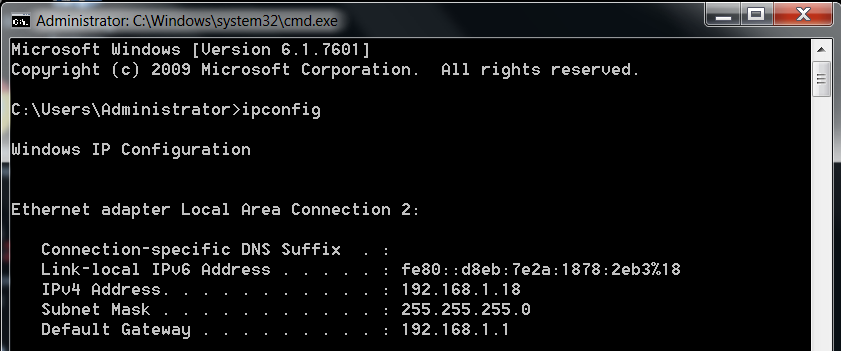 Administrator: C:\Windows\system32\cmd.exe
Microsoft Windows [Version 6.1.7601]
Copyright (c) 2009 Microsoft Corporation.  All rights reserved.
C:\Users\Administrator>ipconfig
Windows IP Configuration
Ethernet adapter Local Area Connection 2:
   Connection-specific DNS Suffix  . :
   Link-local IPv6 Address . . . . . : fe80::d8eb:7e2a:1878:2eb3%18
   IPv4 Address. . . . . . . . . . . : 192.168.1.18
   Subnet Mask . . . . . . . . . . . : 255.255.255.0
   Default Gateway . . . . . . . . . : 192.168.1.1